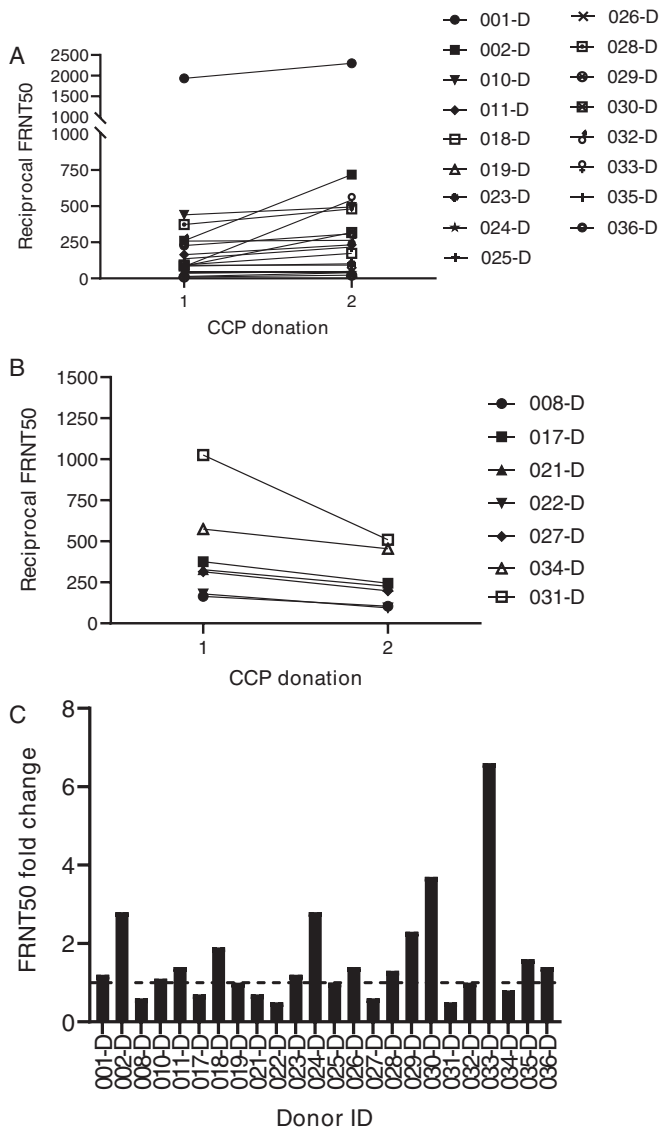 A
Reciprocal FRNT50
2500
2000
1500
1000
1000
750
500
250
0
1 2
CCP donation
001-D
002-D
010-D
011-D
018-D
019-D
023-D
024-D
025-D
026-D
028-D
029-D
030-D
032-D
033-D
035-D
036-D
B
Reciprocal FRNT50
1500
1250
1000
750
500
250
0
1 2
CCP donation
008-D
017-D
021-D
022-D
027-D
034-D
031-D
C
FRNT50 fold change
8
6
4
2
0
001-D
002-D
008-D
010-D
011-D
017-D
018-D
019-D
021-D
022-D
023-D
024-D
025-D
026-D
027-D
028-D
029-D
030-D
031-D
032-D
033-D
034-D
035-D
036-D
Donor ID